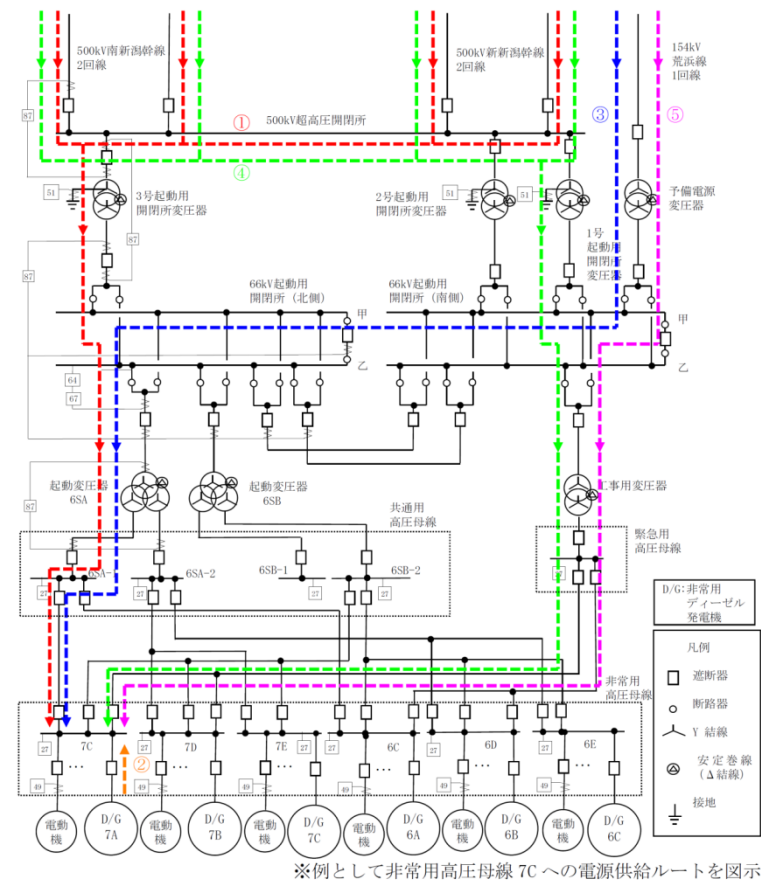 500kV南新潟幹線
2回線
500kV新新潟幹線
2回線
154kV
荒浜線
1回線
87
①
500kV超高圧開閉所
③
⑤
④
51
3号起動用
開閉所変圧器
2号起動用
開閉所変圧器
51
51
予備電源
変圧器
87
87
1号
起動用
開閉所
変圧器
66kV起動用
開閉所（北側）
66kV起動用
開閉所（南側）
甲
甲
乙
乙
64
67
起動変圧器
6SA
起動変圧器
6SB
工事用変圧器
87
共通用
高圧母線
緊急用
高圧母線
6SA-1
6SA-2
6SB-1
6SB-2
27
27
27
27
27
D/G:非常用
ディーゼル
発電機
凡例
遮断器
断路器
Y 結線
安定巻線
（Δ結線）
接地
非常用
高圧母線
27
7C
27
7D
27
7E
27
6C
27
6D
27
6E
②
…
…
…
…
…
…
49
49
49
49
49
49
電動機
D/G
7A
電動機
D/G
7B
電動機
D/G
7C
電動機
D/G
6A
電動機
D/G
6B
電動機
D/G
6C
※例として非常用高圧母線 7C への電源供給ルートを図示